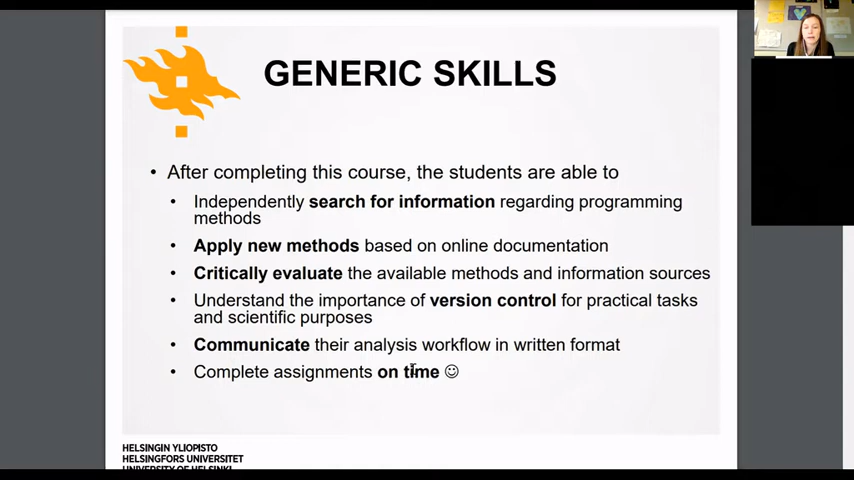 GENERIC SKILLS
• After completing this course, the students are able to
• Independently search for information regarding programming
methods
• Apply new methods based on online documentation
• Critically evaluate the available methods and information sources
• Understand the importance of version control for practical tasks
and scientific purposes
• Communicate their analysis workflow in written format
• Complete assignments on time ☺
HELSINGIN YLIOPISTO
HELSINGFORS UNIVERSITET
UNIVERSITY OF HELSINKI